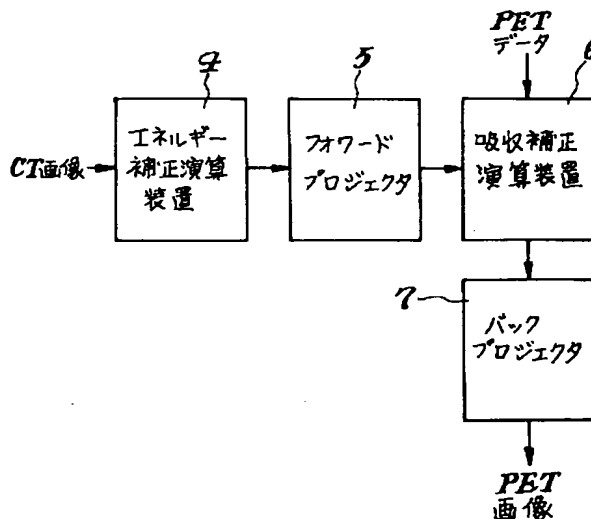 PET
データ
4
5
6
CT画像
エネルギー
補正演算
装置
フオワード
プロジェクタ
吸収補正
演算装置
7
バック
プロジェクタ
PET
画像